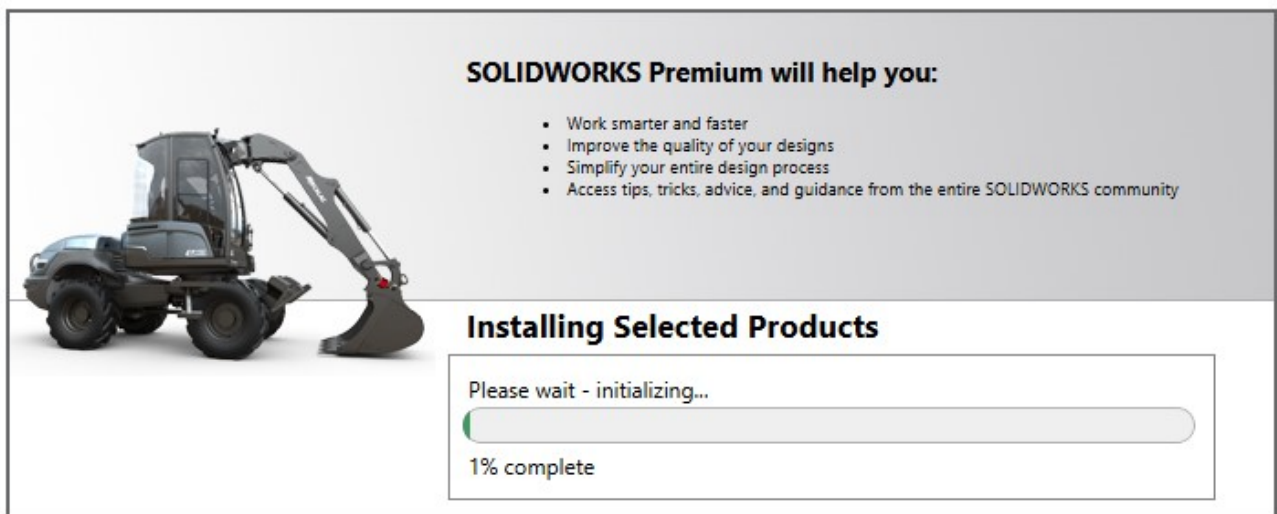 SOLIDWORKS Premium will help you:
• Work smarter and faster
• Improve the quality of your designs
• Simplify your entire design process
• Access tips, tricks, advice, and guidance from the entire SOLIDWORKS community
Installing Selected Products
Please wait - initializing...
1% complete